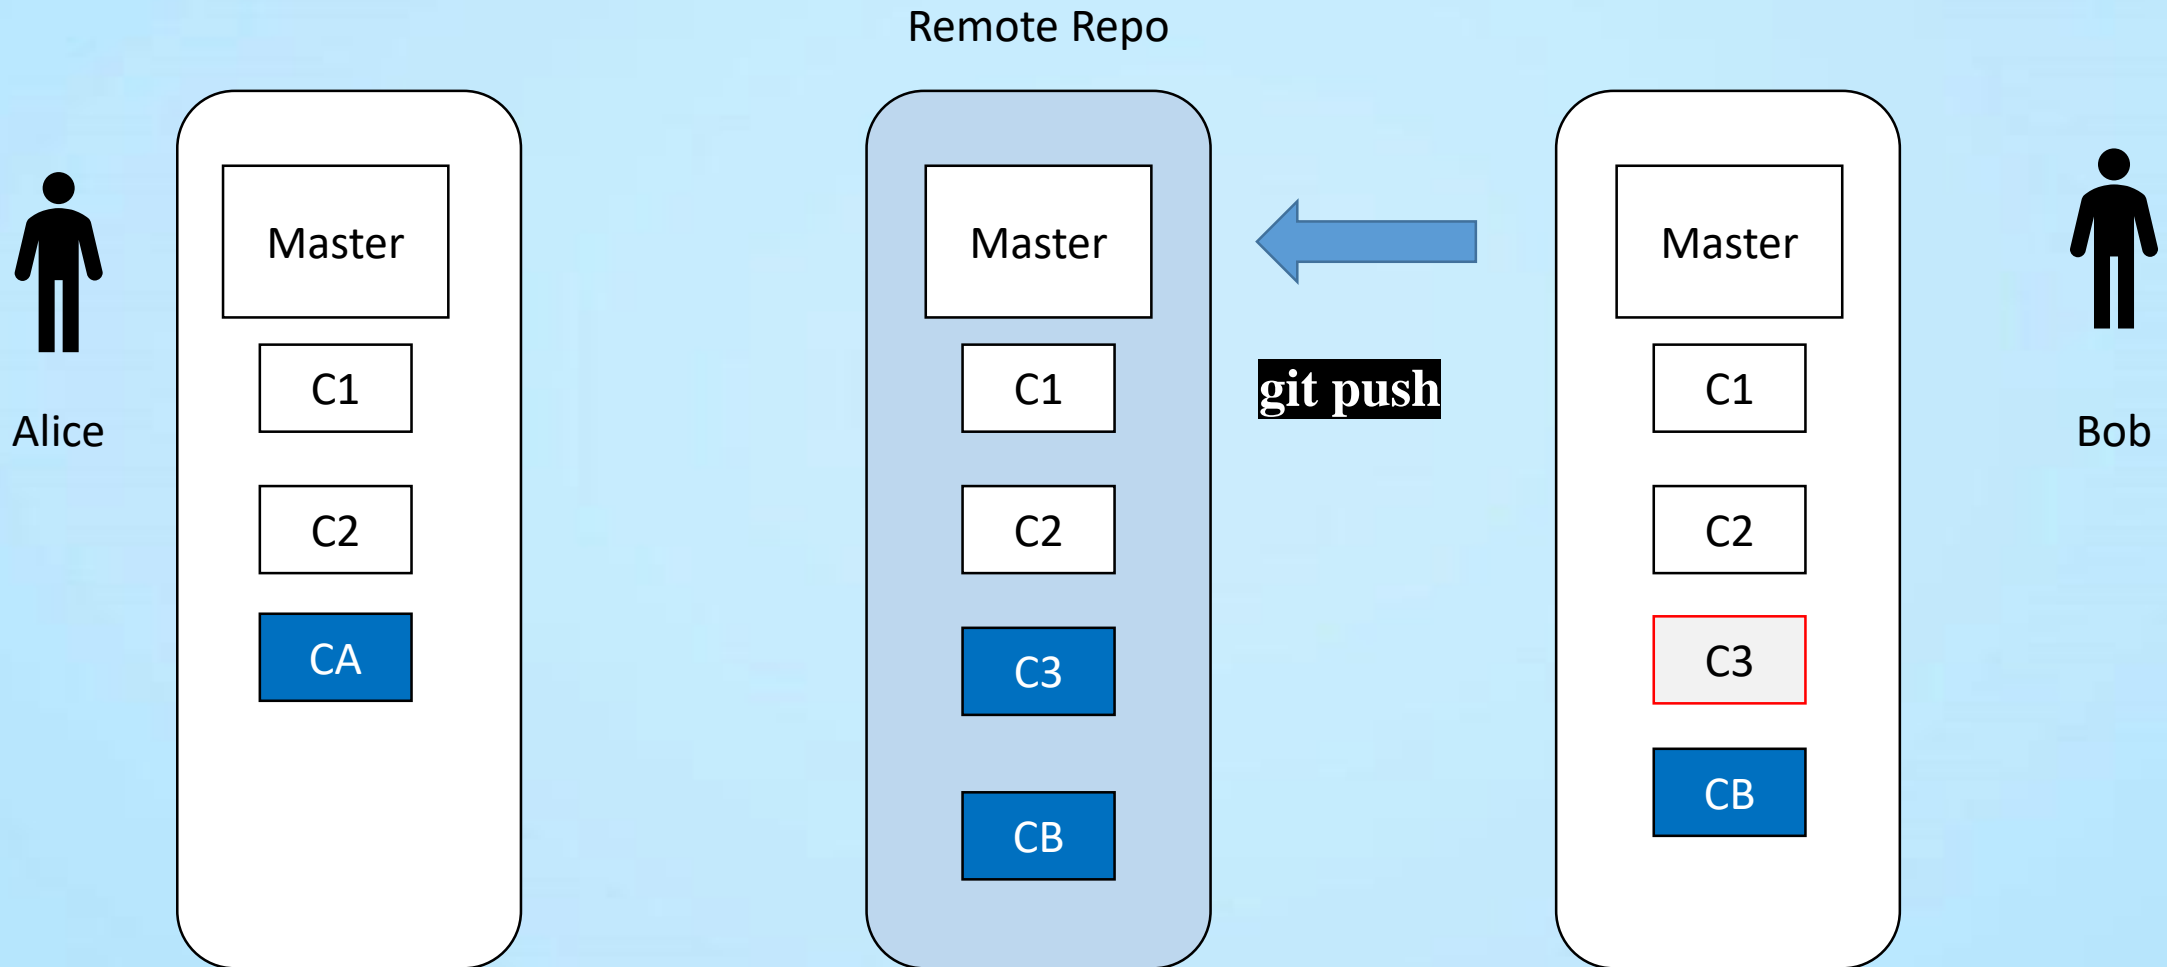 Remote Repo
Master
Master
Master
C1
C1
git push
C1
Alice
Bob
C2
C2
C2
CA
C3
C3
CB
CB